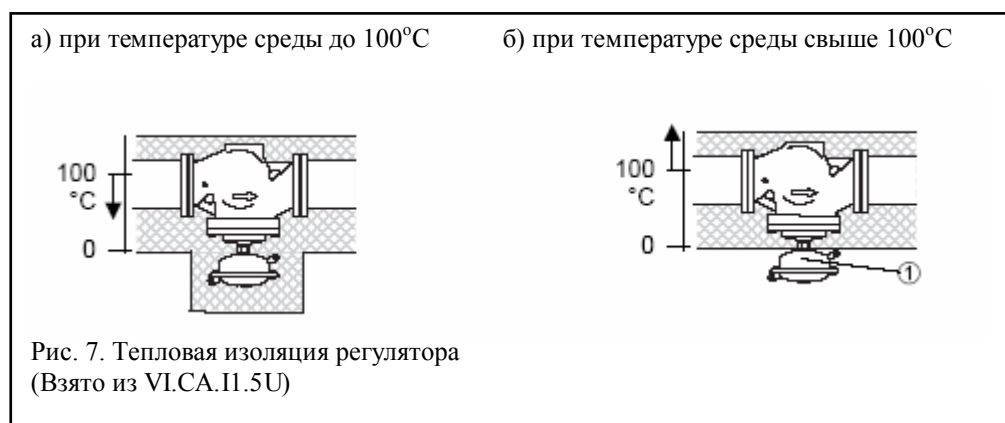 а) при температуре среды до 100°С
б) при температуре среды свыше 100°С
100
°C
0
100
°C
0
①
Рис. 7. Тепловая изоляция регулятора
(Взято из VI.CA.I1.5U)